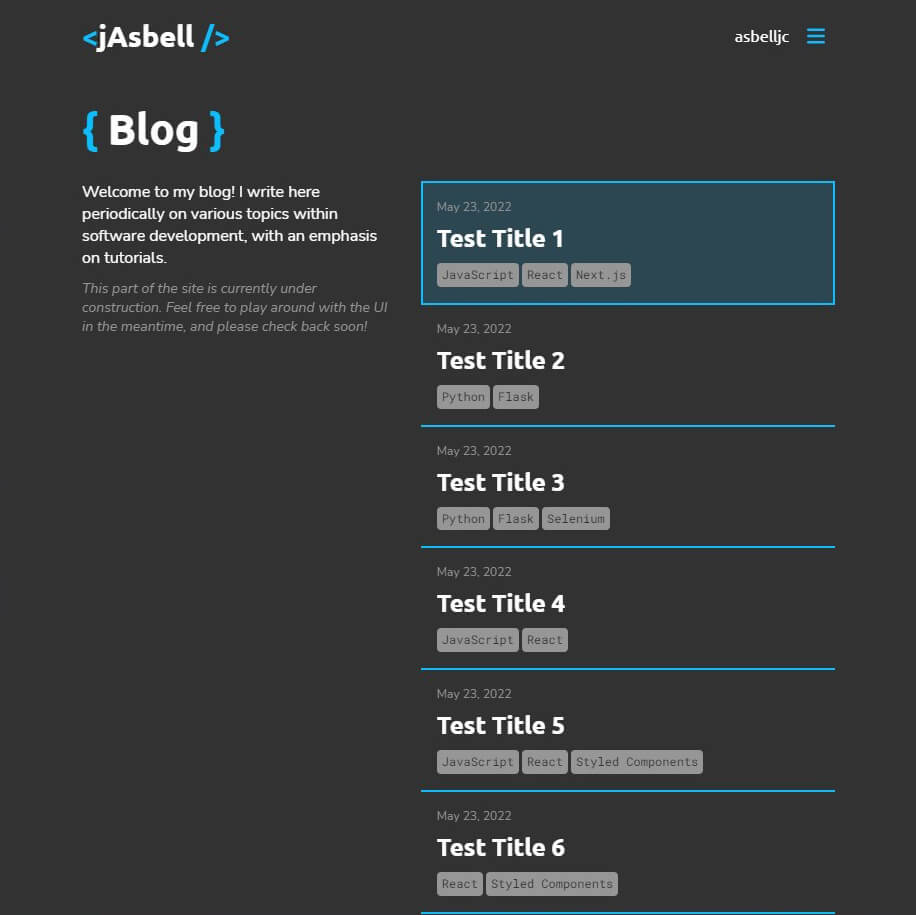 <jAsbell />
asbelljc
{ Blog }
Welcome to my blog! I write here
periodically on various topics within
software development, with an emphasis
on tutorials.
This part of the site is currently under
construction. Feel free to play around with the UI
in the meantime, and please check back soon!
May 23, 2022
Test Title 1
JavaScript React Next.js
May 23, 2022
Test Title 2
Python Flask
May 23, 2022
Test Title 3
Python Flask Selenium
May 23, 2022
Test Title 4
JavaScript React
May 23, 2022
Test Title 5
JavaScript React Styled Components
May 23, 2022
Test Title 6
React Styled Components